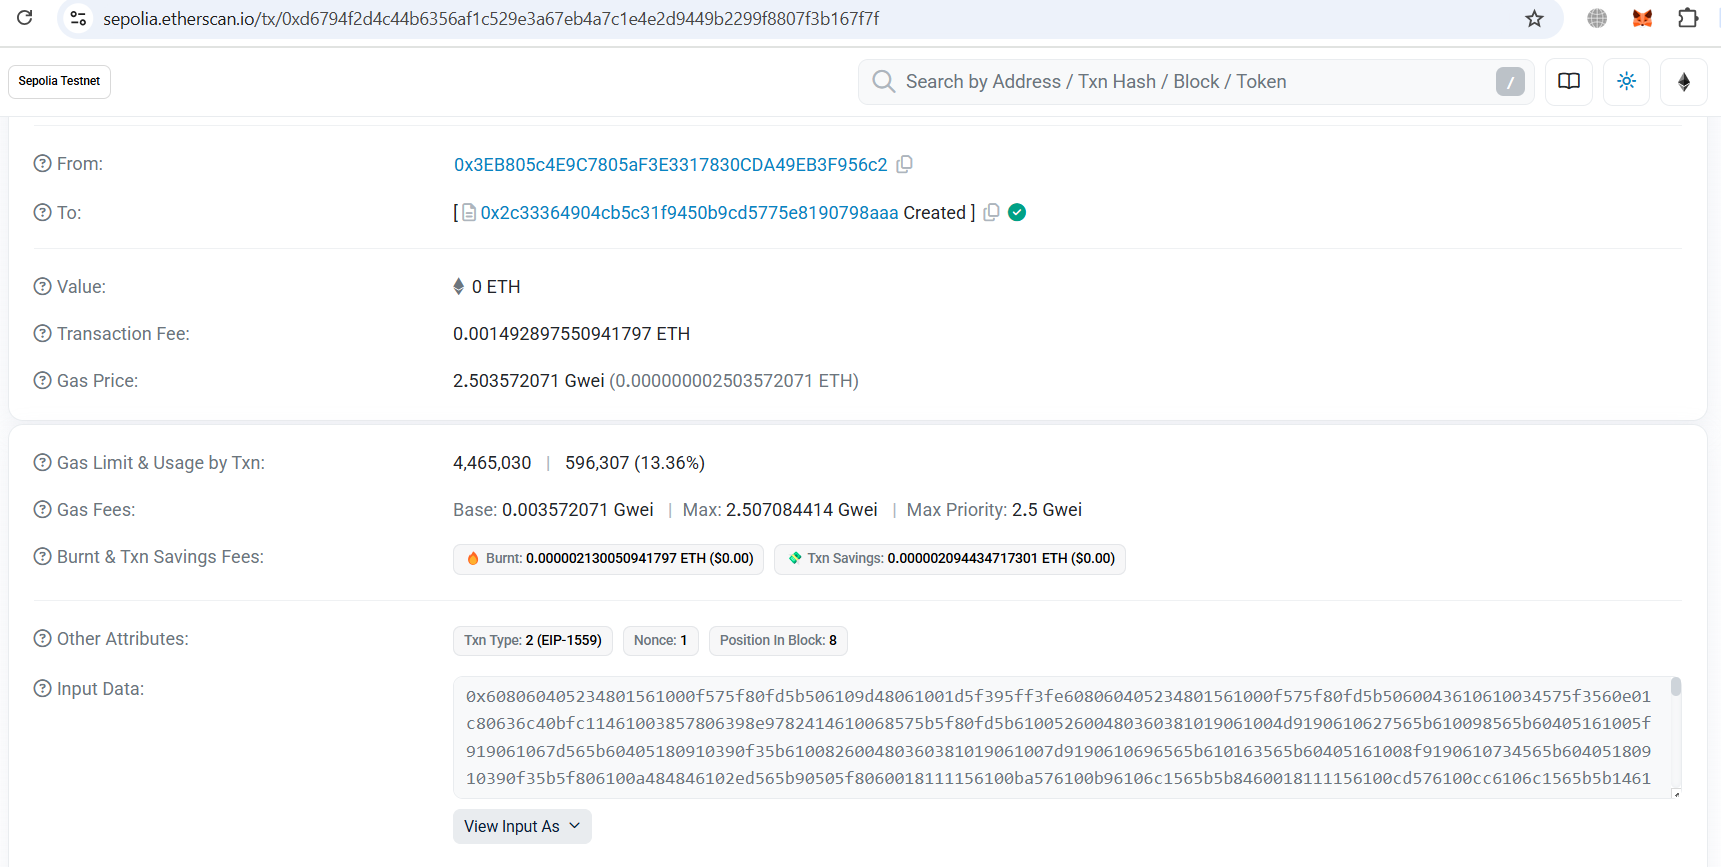 sepolia.etherscan.io/tx/0xd6794f2d4c44b6356af1c529e3a67eb4a7c1e4e2d9449b2299f8807f3b167f7f
Sepolia Testnet
Search by Address / Txn Hash / Block / Token
/
From:
0x3EB805c4E9C7805aF3E3317830CDA49EB3F956c2
To:
[ 0x2c33364904cb5c31f9450b9cd5775e8190798aaa Created ]
Value:
0 ETH
Transaction Fee:
0.001492897550941797 ETH
Gas Price:
2.503572071 Gwei (0.000000002503572071 ETH)
Gas Limit & Usage by Txn:
4,465,030 | 596,307 (13.36%)
Gas Fees:
Base: 0.003572071 Gwei | Max: 2.507084414 Gwei | Max Priority: 2.5 Gwei
Burnt & Txn Savings Fees:
Burnt: 0.000002130050941797 ETH ($0.00) Txn Savings: 0.000002094434717301 ETH ($0.00)
Other Attributes:
Txn Type: 2 (EIP-1559) Nonce: 1 Position In Block: 8
Input Data:
0x608060405234801561000f575f80fd5b506109d48061001d5f395ff3fe608060405234801561000f575f80fd5b5060043610610034575f3560e01
c80636c40bfc11461003857806398e9782414610068575b5f80fd5b610052600480360381019061004d9190610627565b610098565b60405161005f
919061067d565b60405180910390f35b610082600480360381019061007d9190610696565b610163565b60405161008f9190610734565b604051809
10390f35b5f806100a484846102ed565b90505f8060018111156100ba576100b96106c1565b5b8460018111156100cd576100cc6106c1565b5b1461
View Input As